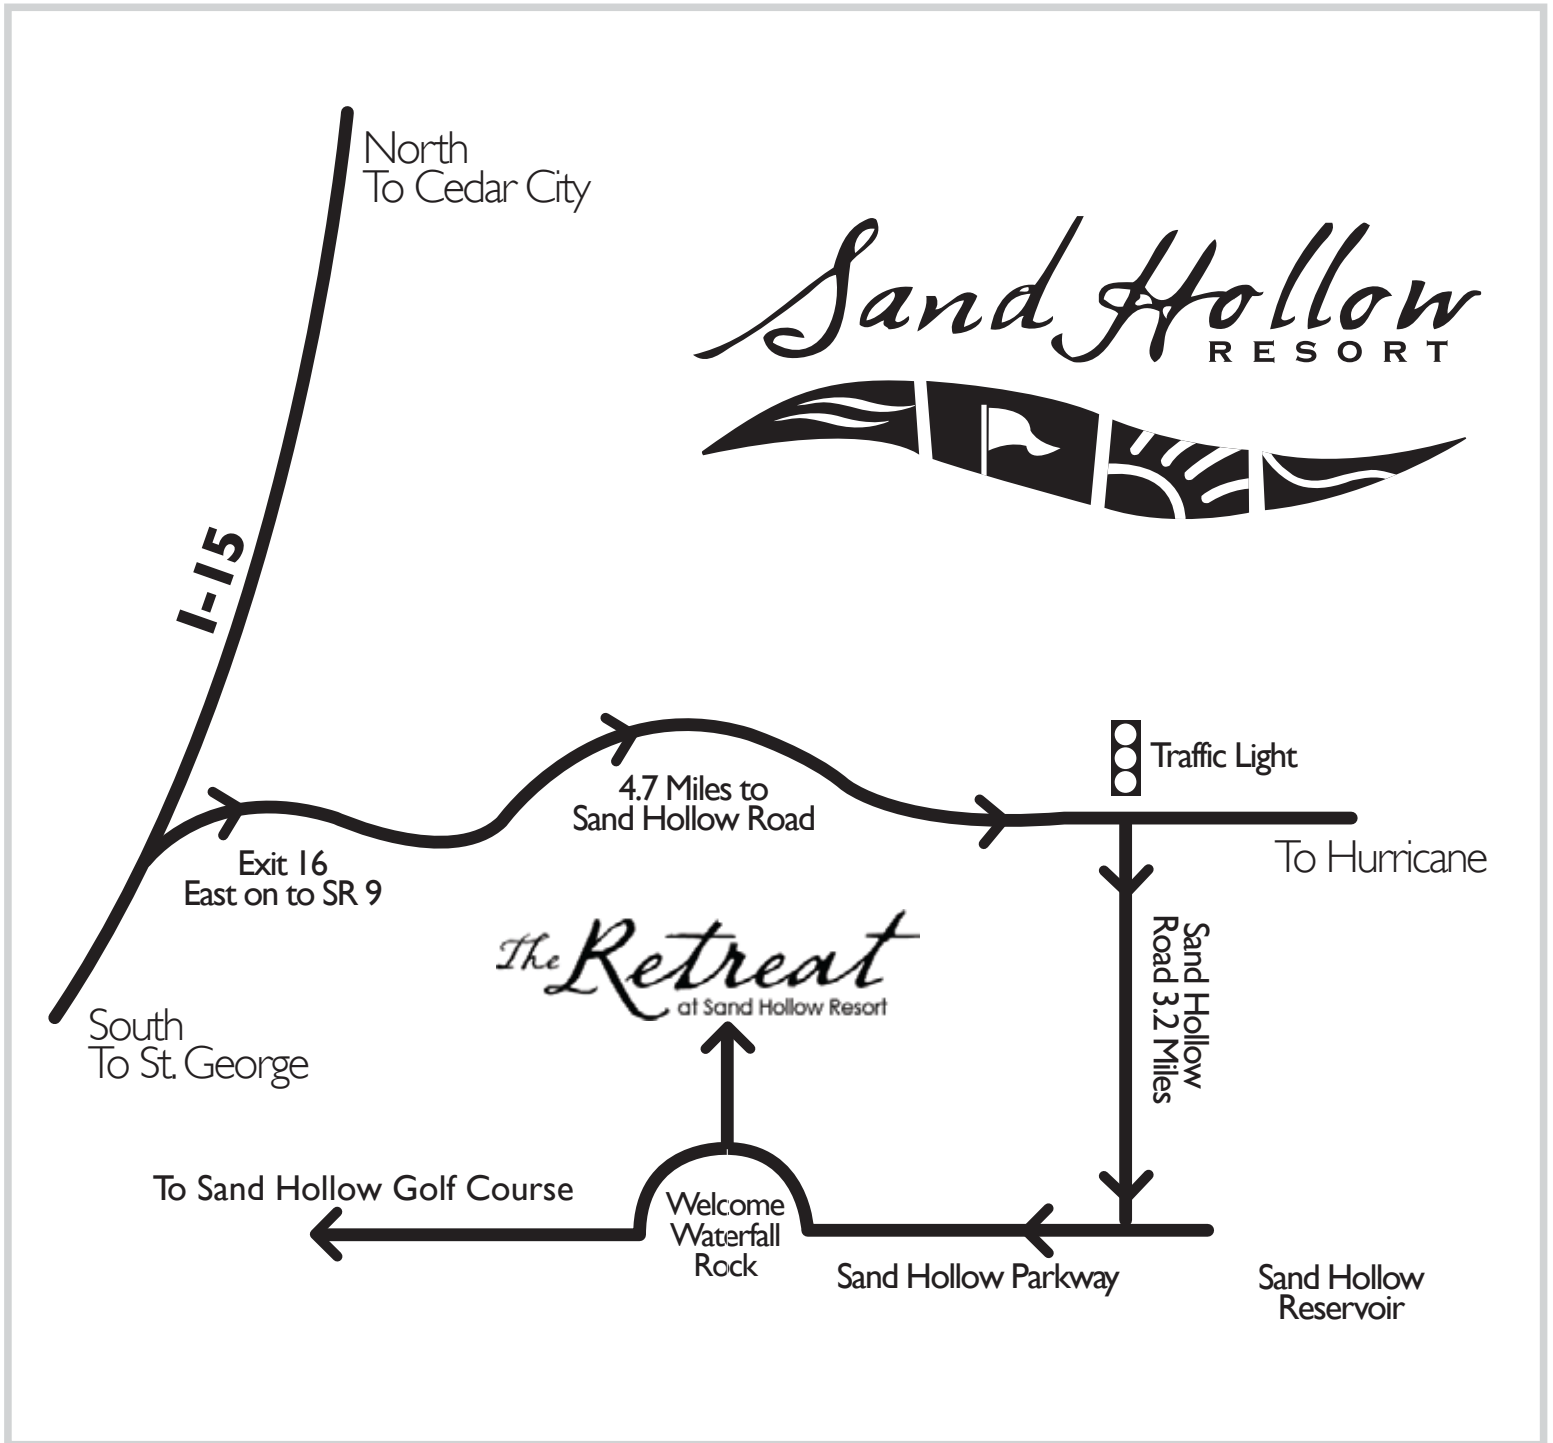 North
To Cedar City
Sand Hollow
RESORT
I-15
Traffic Light
4.7 Miles to
Sand Hollow Road
To Hurricane
Exit 16
East on to SR 9
The Retreat
at Sand Hollow Resort
Sand Hollow
Road 3.2 Miles
South
To St. George
To Sand Hollow Golf Course
Welcome
Waterfall
Rock
Sand Hollow Parkway
Sand Hollow
Reservoir